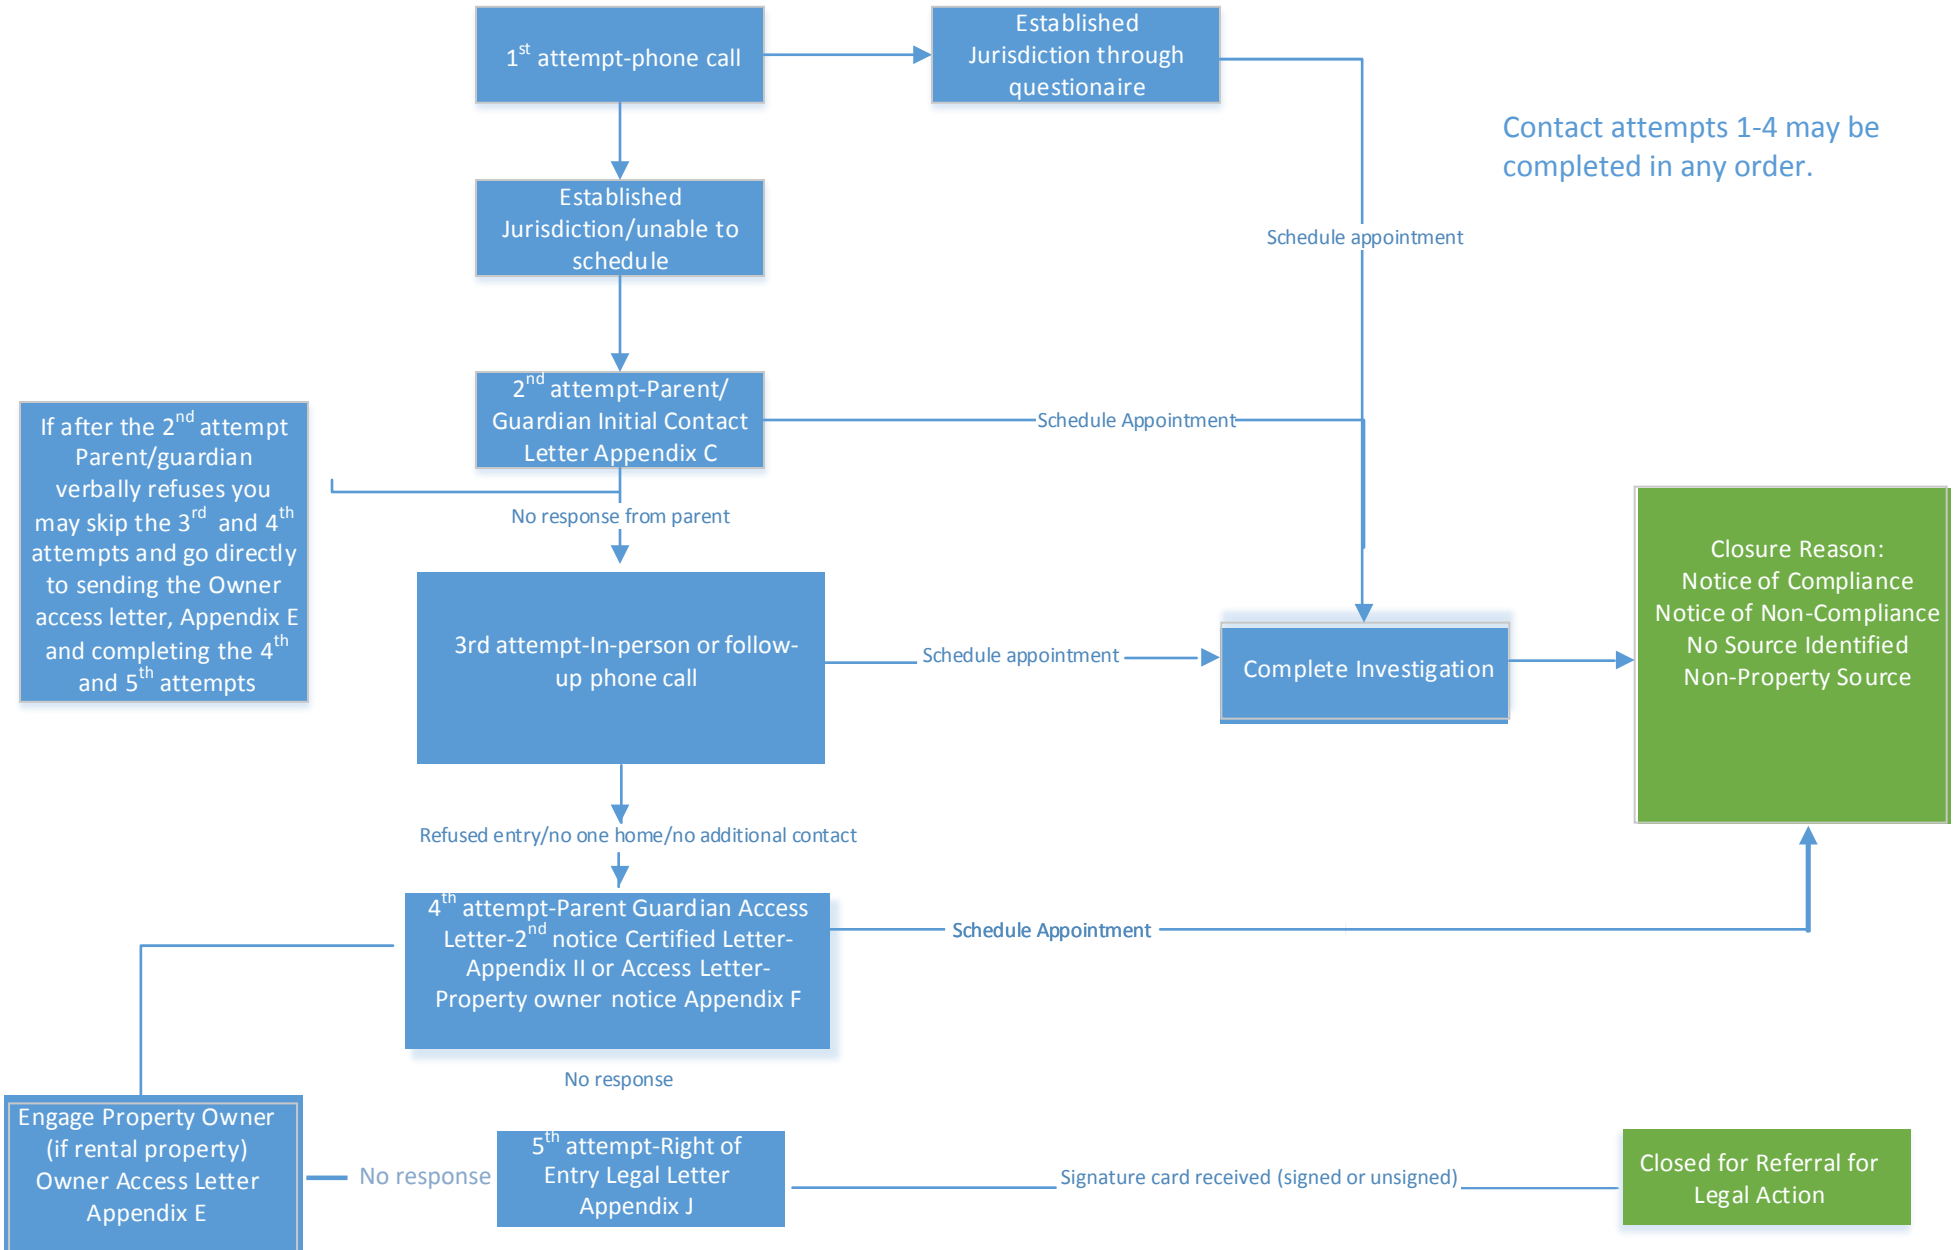 1st attempt-phone call
Established
Jurisdiction through
questionaire
Contact attempts 1-4 may be
completed in any order.
Established
Jurisdiction/unable to
schedule
Schedule appointment
2nd attempt-Parent/
Guardian Initial Contact
Letter Appendix C
Schedule Appointment
If after the 2nd attempt
Parent/guardian
verbally refuses you
may skip the 3rd and 4th
attempts and go directly
to sending the Owner
access letter, Appendix E
and completing the 4th
and 5th attempts
No response from parent
3rd attempt-In-person or follow-
up phone call
Schedule appointment
Complete Investigation
Closure Reason:
Notice of Compliance
Notice of Non-Compliance
No Source Identified
Non-Property Source
Refused entry/no one home/no additional contact
4th attempt-Parent Guardian Access
Letter-2nd notice Certified Letter-
Appendix II or Access Letter-
Property owner notice Appendix F
Schedule Appointment
No response
Engage Property Owner
(if rental property)
Owner Access Letter
Appendix E
No response
5th attempt-Right of
Entry Legal Letter
Appendix J
Signature card received (signed or unsigned)
Closed for Referral for
Legal Action